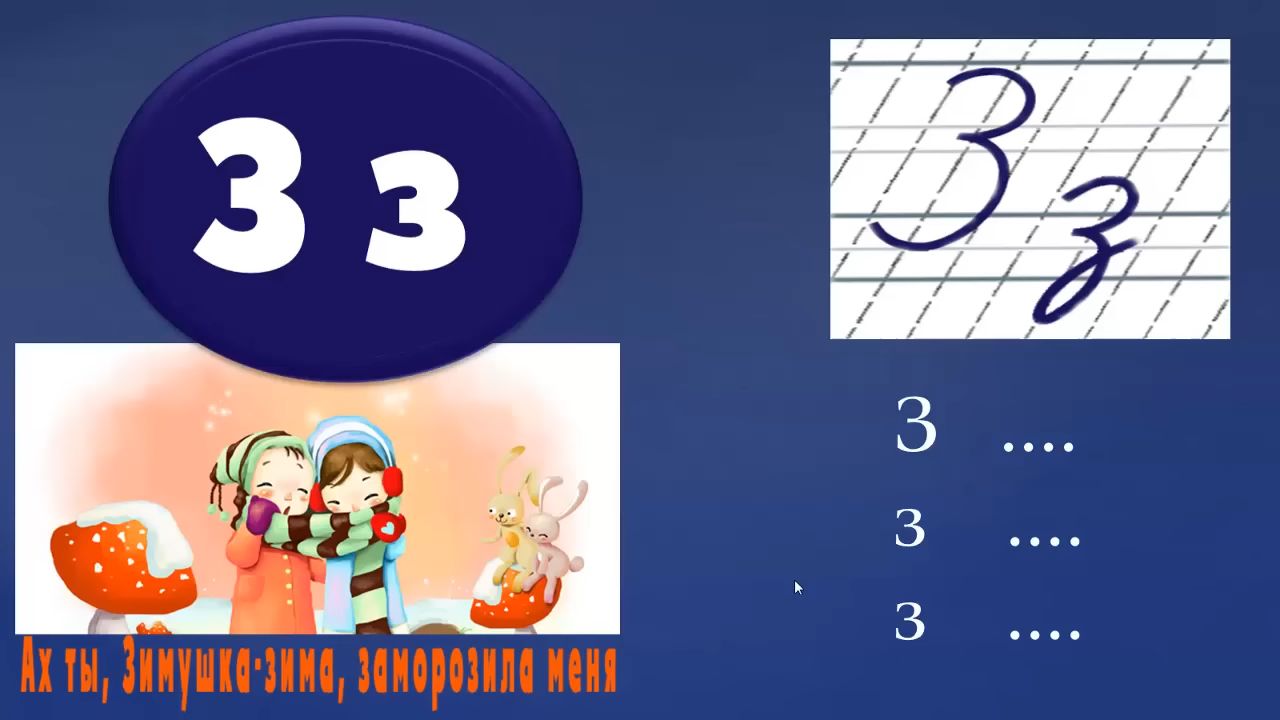 З з
З з
З ....
з ....
з ....
Ах ты, Зимушка-зима, заморозила меня